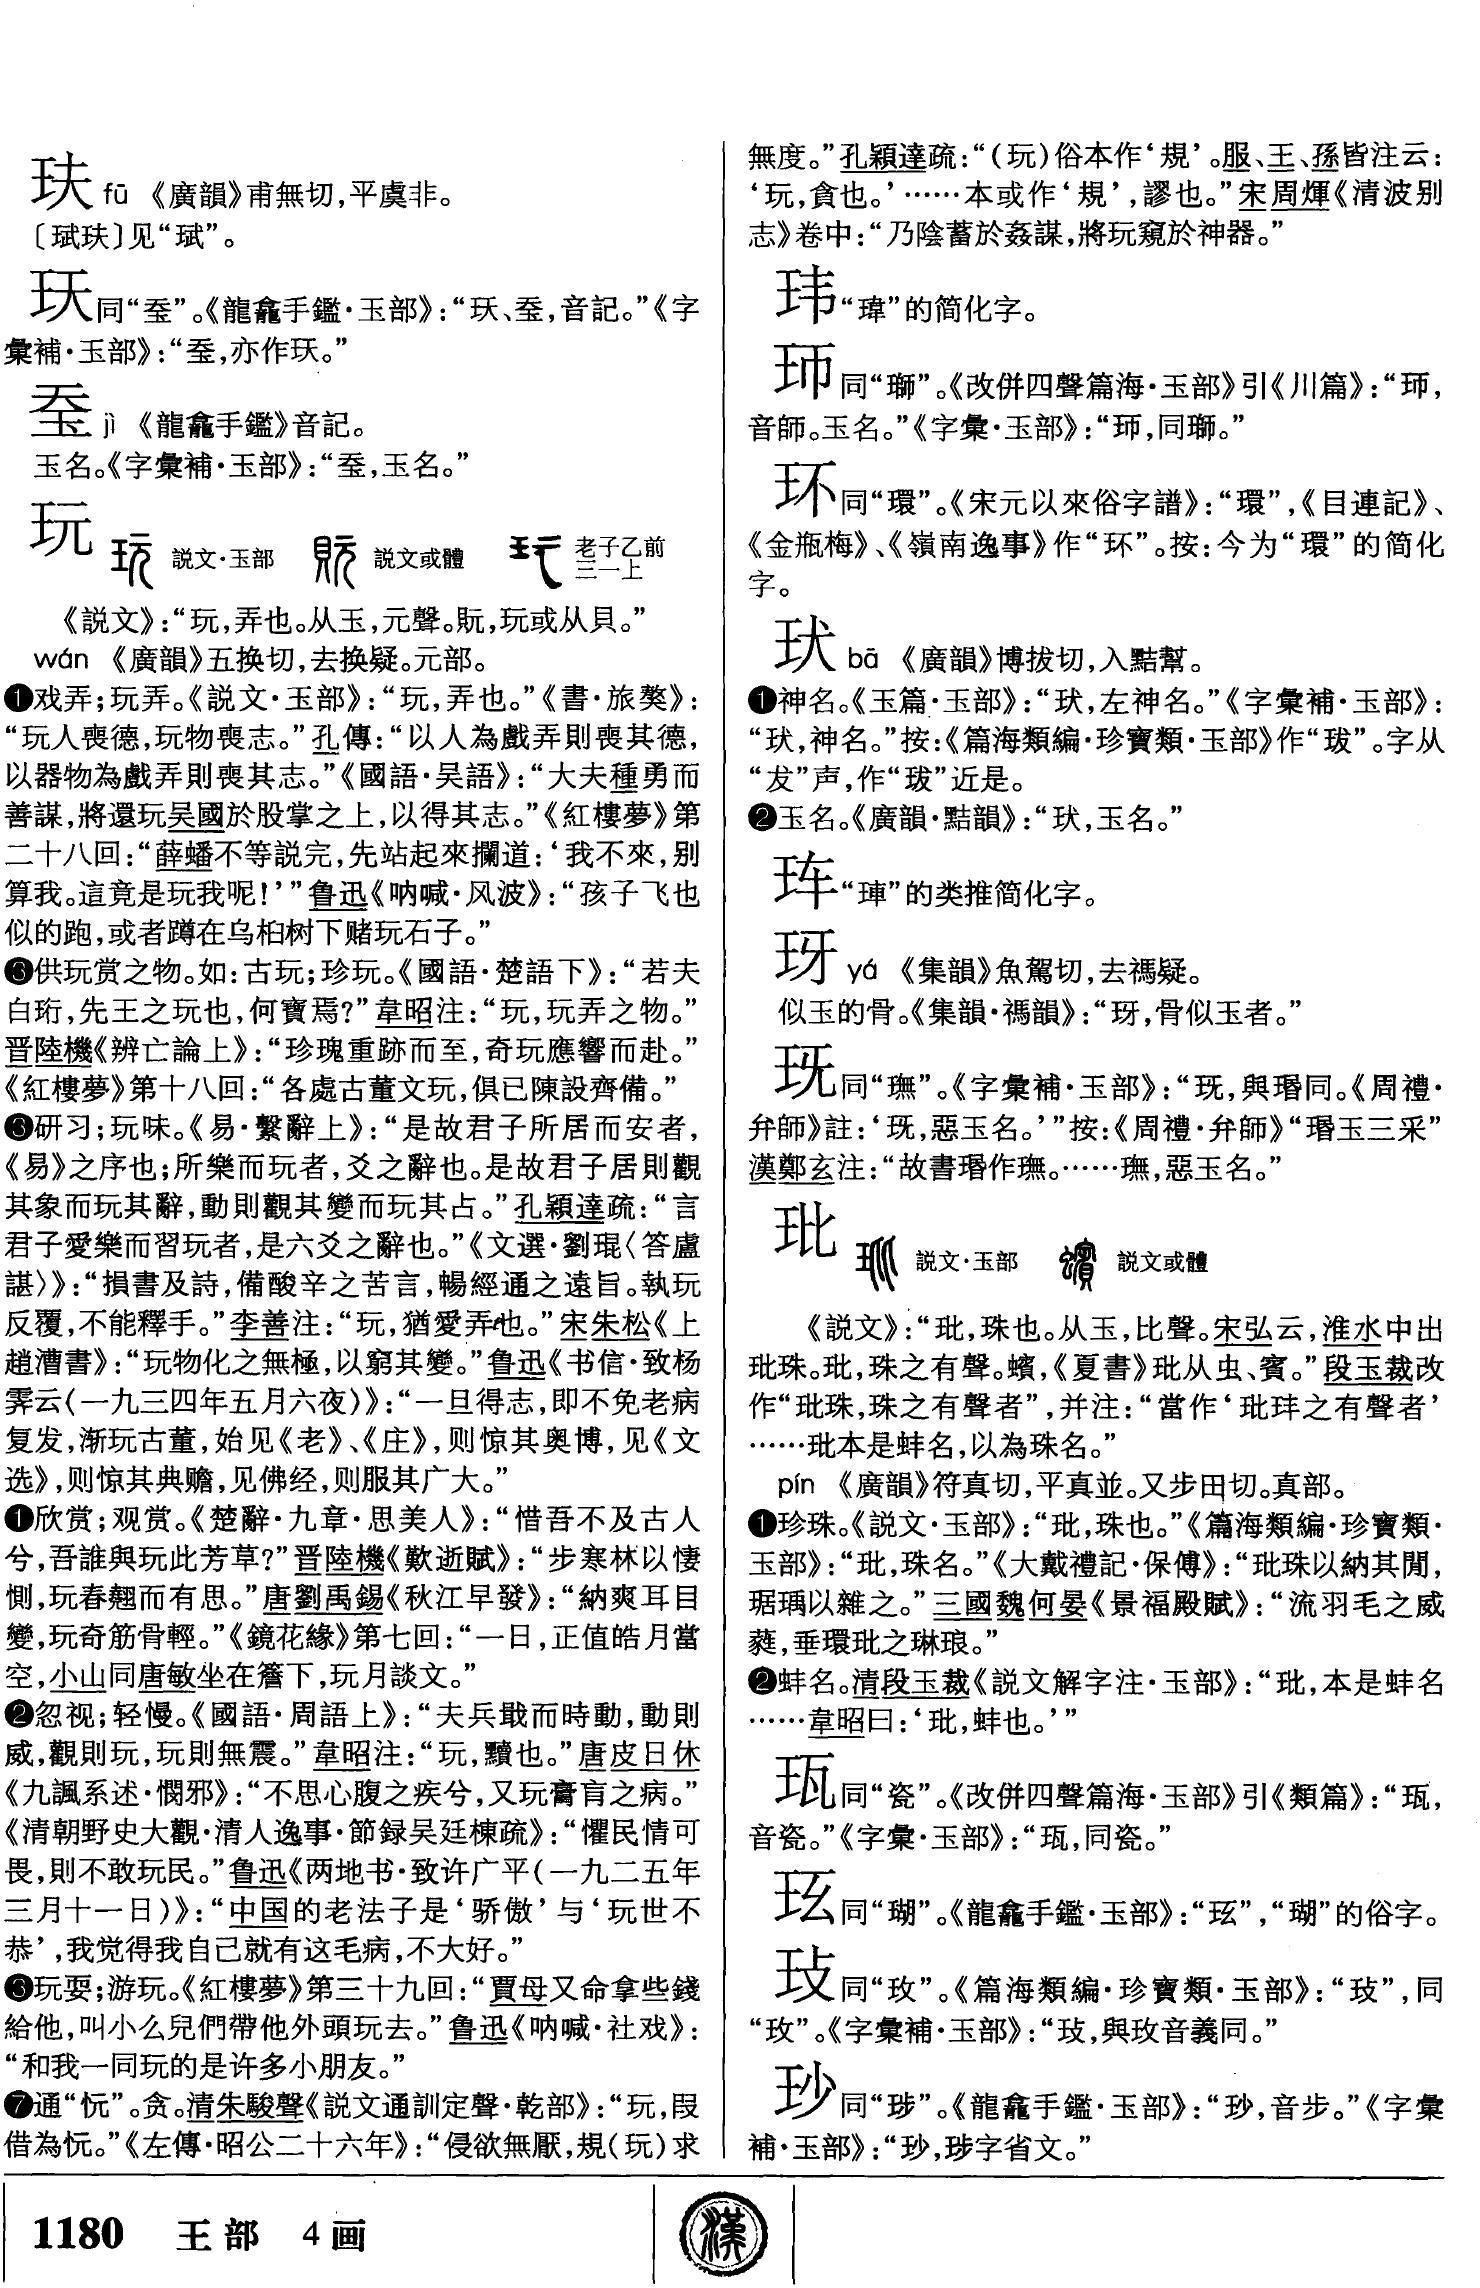 玞 fū 《廣韻》甫無切，平虞非。
〔珷玞〕见“珷”。
同“㺿”。《龍龕手鑑·玉部》：“
音記。”《字
彙補·玉部》：“
jì 《龍龕手鑑》音記。
玉名。《字彙補·玉部》：“
玉名。”
玩
説文·玉部 説文或體 老子乙前
三一上
《説文》：“玩，弄也。从玉，元聲。貦，玩或从貝。”
wán 《廣韻》五换切，去换疑。元部。
❶戏弄；玩弄。《説文·玉部》：“玩，弄也。”《書·旅獒》：
“玩人喪德，玩物喪志。”孔傳：“以人為戲弄則喪其德，
以器物為戲弄則喪其志。”《國語·吴語》：“大夫種勇而
善謀，將還玩吴國於股掌之上，以得其志。”《紅樓夢》第
二十八回：“薛蟠不等説完，先站起來攔道：‘我不來，别
算我。這竟是玩我呢！’”鲁迅《呐喊·风波》：“孩子飞也
似的跑，或者蹲在乌桕树下赌玩石子。”
❸供玩赏之物。如：古玩；珍玩。《國語·楚語下》：“若夫
白珩，先王之玩也，何寶焉？”韋昭注：“玩，玩弄之物。”
晋陸機《辨亡論上》：“珍瑰重跡而至，奇玩應響而赴。”
《紅樓夢》第十八回：“各處古董文玩，俱已陳設齊備。”
❸研习；玩味。《易·繫辭上》：“是故君子所居而安者，
《易》之序也；所樂而玩者，爻之辭也。是故君子居則觀
其象而玩其辭，動則觀其變而玩其占。”孔穎達疏：“言
君子愛樂而習玩者，是六爻之辭也。”《文選·劉琨〈答盧
諶〉》：“損書及詩，備酸辛之苦言，暢經通之遠旨。執玩
反覆，不能釋手。”李善注：“玩，猶愛弄也。”宋朱松《上
趙漕書》：“玩物化之無極，以窮其變。”鲁迅《书信·致杨
霁云（一九三四年五月六夜）》：“一旦得志，即不免老病
复发，渐玩古董，始见《老》、《庄》，则惊其奥博，见《文
选》，则惊其典赡，见佛经，则服其广大。”
❶欣赏；观赏。《楚辭·九章·思美人》：“惜吾不及古人
兮，吾誰與玩此芳草？”晋陸機《歎逝賦》：“步寒林以悽
惻，玩春翹而有思。”唐劉禹錫《秋江早發》：“納爽耳目
變，玩奇筋骨輕。”《鏡花緣》第七回：“一日，正值皓月當
空，小山同唐敏坐在簷下，玩月談文。”
❷忽视；轻慢。《國語·周語上》：“夫兵戢而時動，動則
威，觀則玩，玩則無震。”韋昭注：“玩，黷也。”唐皮日休
《九諷系述·憫邪》：“不思心腹之疾兮，又玩膏肓之病。”
《清朝野史大觀·清人逸事·節録吴廷棟疏》：“懼民情可
畏，則不敢玩民。”鲁迅《两地书·致许广平（一九二五年
三月十一日）》：“中国的老法子是‘骄傲’与‘玩世不
恭’，我觉得我自己就有这毛病，不大好。”
❻玩耍；游玩。《紅樓夢》第三十九回：“賈母又命拿些錢
給他，叫小么兒們帶他外頭玩去。”鲁迅《呐喊·社戏》：
“和我一同玩的是许多小朋友。”
❼通“忨”。贪。清朱駿聲《説文通訓定聲·乾部》：“玩，叚
借為忨。”《左傳·昭公二十六年》：“侵欲無厭，規（玩）求
無度。”孔穎達疏：“（玩）俗本作‘規’。服、王、孫皆注云：
‘玩，貪也。’……本或作‘規’，謬也。”宋周煇《清波别
志》卷中：“乃陰蓄於姦謀，將玩窺於神器。”
玮“瑋”的简化字。
同“瑡”。《改併四聲篇海·玉部》引《川篇》：“
音師。玉名。”《字彙·玉部》：“
同瑡。”
环同“環”。《宋元以來俗字譜》：“環”，《目連記》、
《金瓶梅》、《嶺南逸事》作“环”。按：今为“環”的简化
字。
玐 bā 《廣韻》博拔切，入黠幫。
❶神名。《玉篇·玉部》：“
左神名。”《字彙補·玉部》：
神名。”按：《篇海類編·珍寶類·玉部》作“㺹”。字从
“犮”声，作“㺹”近是。
❷玉名。《廣韻·黠韻》：“
玉名。”
“璉”的类推简化字。
玡 yá 《集韻》魚駕切，去禡疑。
似玉的骨。《集韻·禡韻》：“玡，骨似玉者。”
同“璑”。《字彙補·玉部》：“
與瑉同。《周禮·
弁師》註：‘
惡玉名。’”按：《周禮·弁師》“瑉玉三采”
漢鄭玄注：“故書瑉作璑。……璑，惡玉名。”
玭
説文·玉部 説文或體
《説文》：“玭，珠也。从玉，比聲。宋弘云，淮水中出
玭珠。玭，珠之有聲。蠙，《夏書》玭从虫、賓。”段玉裁改
作“玭珠，珠之有聲者”，并注：“當作‘玭玤之有聲者’
……玭本是蚌名，以為珠名。”
pín 《廣韻》符真切，平真並。又步田切。真部。
❶珍珠。《説文·玉部》：“玭，珠也。”《篇海類編·珍寶類·
玉部》：“玭，珠名。”《大戴禮記·保傅》：“玭珠以納其閒，
琚瑀以雜之。”三國魏何晏《景福殿賦》：“流羽毛之威
蕤，垂環玭之琳琅。”
❷蚌名。清段玉裁《説文解字注·玉部》：“玭，本是蚌名
……韋昭曰：‘玭，蚌也。’”
同“瓷”。《改併四聲篇海·玉部》引《類篇》：“
音瓷。”《字彙·玉部》：“
同瓷。”
玹同“瑚”。《龍龕手鑑·玉部》：“玹”，“瑚”的俗字。
同“玫”。《篇海類編·珍寶類·玉部》：“
同
“玫”。《字彙補·玉部》：“
與玫音義同。”
玅同“㻉”。《龍龕手鑑·玉部》：“
音步。”《字彙
補·玉部》：“
字省文。”
1180 王部 4画
漢